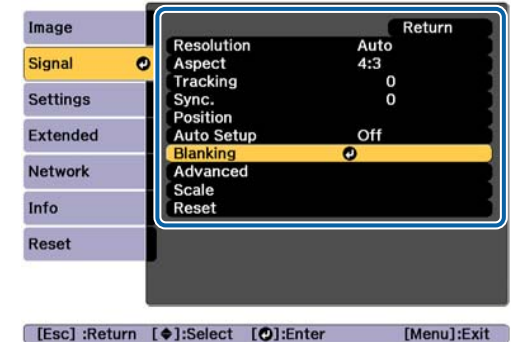 Image
Signal
Settings
Extended
Network
Info
Reset
Return
Resolution Auto
Aspect 4:3
Tracking 0
Sync. 0
Position
Auto Setup Off
Blanking
Advanced
Scale
Reset
[Esc] :Return [◆]:Select [↵]:Enter [Menu]:Exit